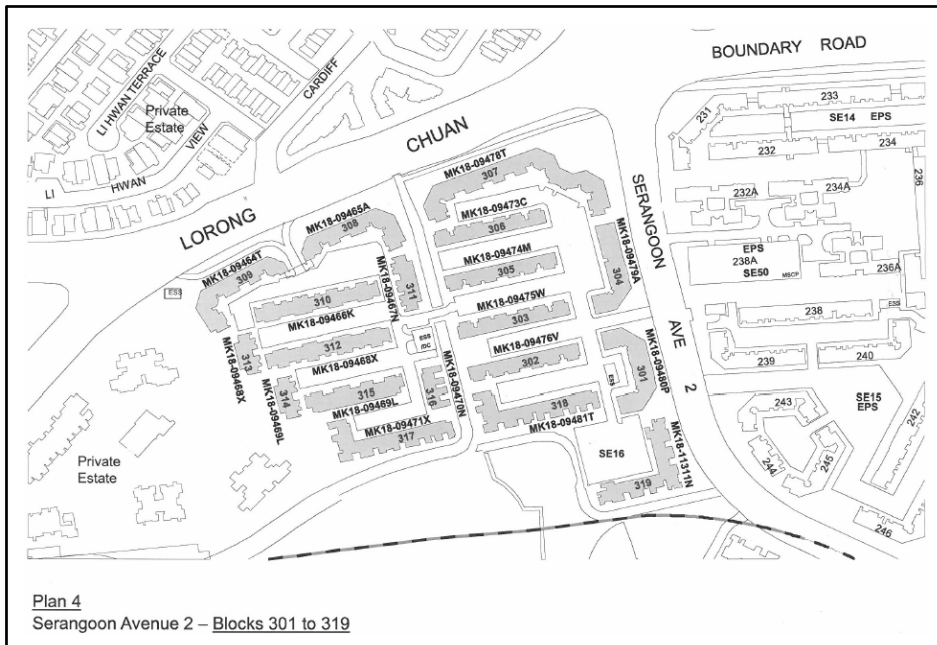 BOUNDARY ROAD
LI HWAN TERRACE
Private
Estate
CARDIFF
VIEW
HWAN
LI
LORONG
CHUAN
SERANGOON
AVE
2
231
233
SE14 EPS
232
234
236
232A
234A
EPS
238A
SE50
MSCP
236A
ESS
238
239
240
SE15
EPS
243
242
244
245
246
MK18-09478T
307
MK18-09473C
306
MK18-09474M
305
MK18-09475W
303
MK18-09476V
302
318
MK18-09481T
MK18-09479A
304
MK18-09480P
301
ESS
SE16
MK18-11311N
319
MK18-09465A
308
MK18-09464T
309
ESS
MK18-09467N
311
310
MK18-09466K
312
MK18-09468X
313
MK18-09468X
315
MK18-09469L
314
MK18-09469L
ESS
/DC
316
MK18-09470N
MK18-09471X
317
Private
Estate
Plan 4
Serangoon Avenue 2 – Blocks 301 to 319